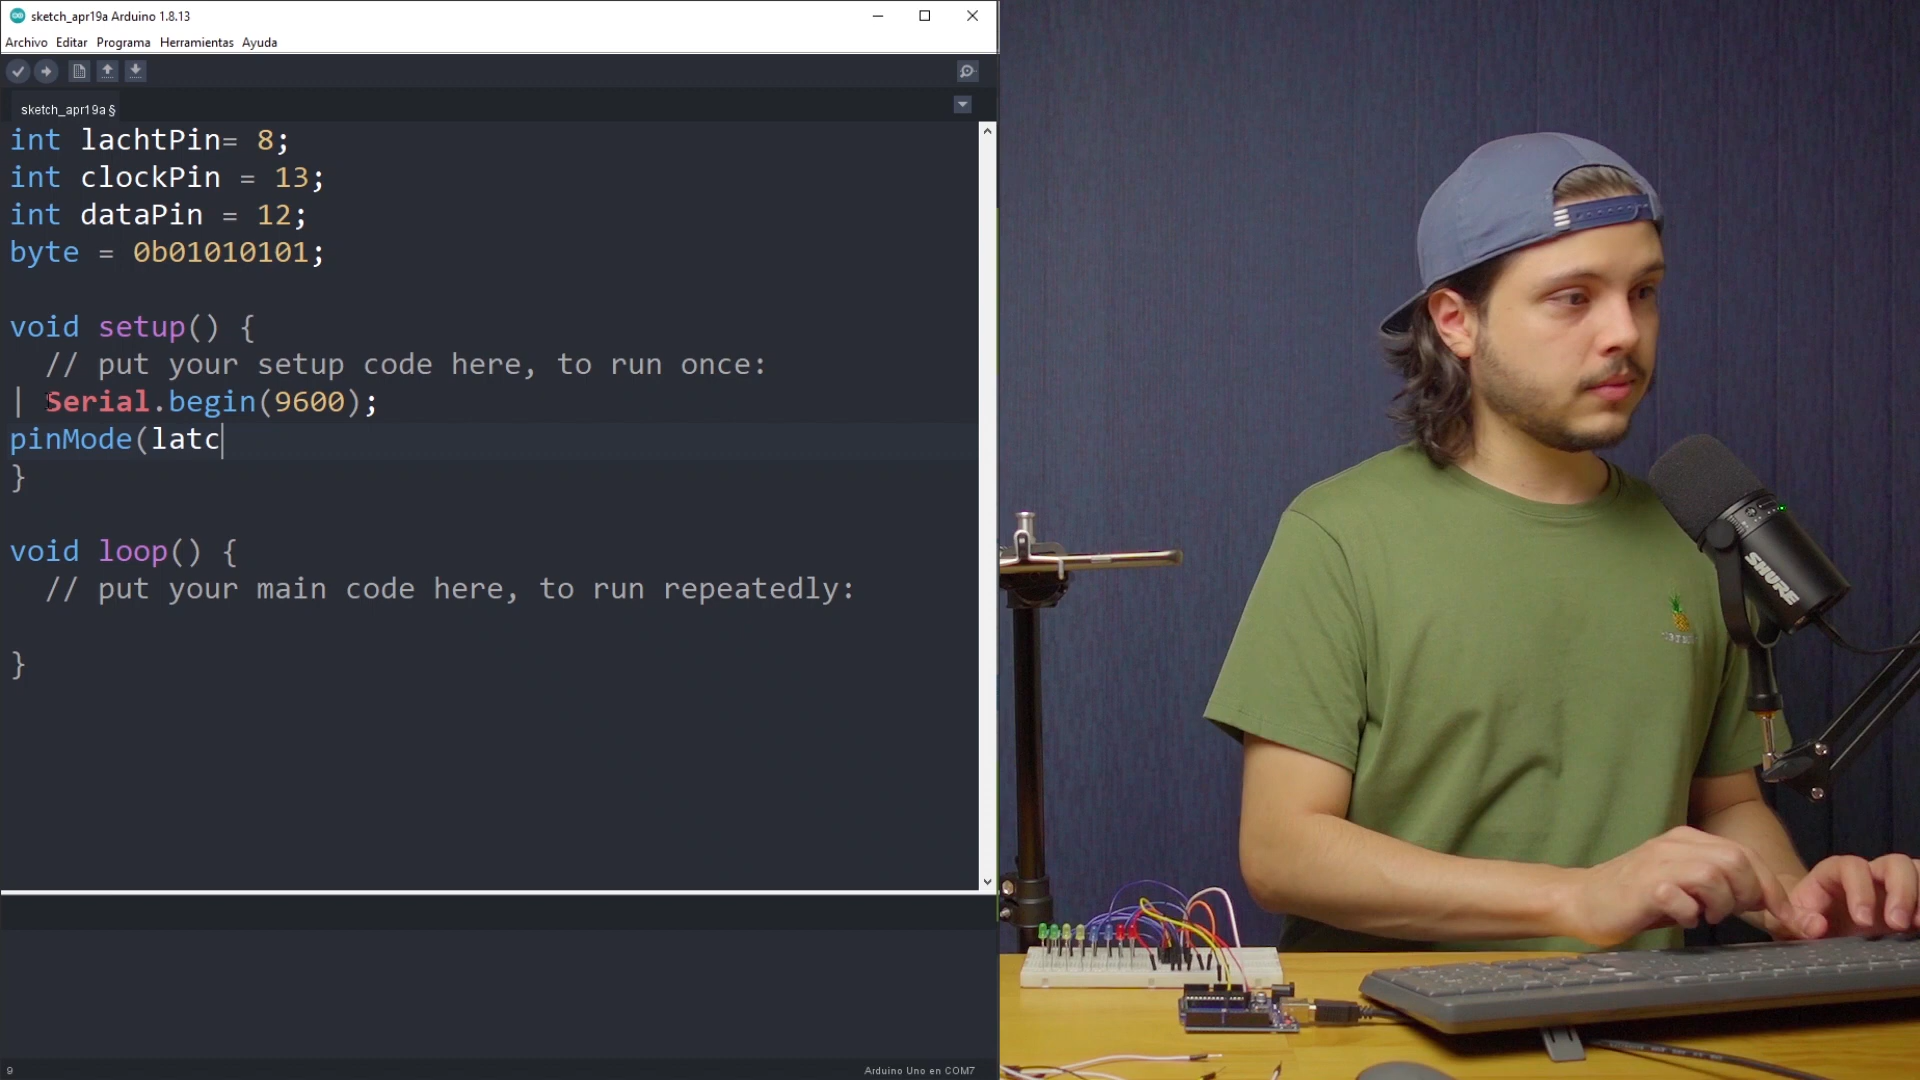 sketch_apr19a Arduino 1.8.13
Archivo Editar Programa Herramientas Ayuda
sketch_apr19a §
int lachtPin= 8;
int clockPin = 13;
int dataPin = 12;
byte = 0b01010101;
void setup() {
// put your setup code here, to run once:
| Serial.begin(9600);
pinMode(latc
}
void loop() {
// put your main code here, to run repeatedly:
}
9
Arduino Uno en COM7
SHURE